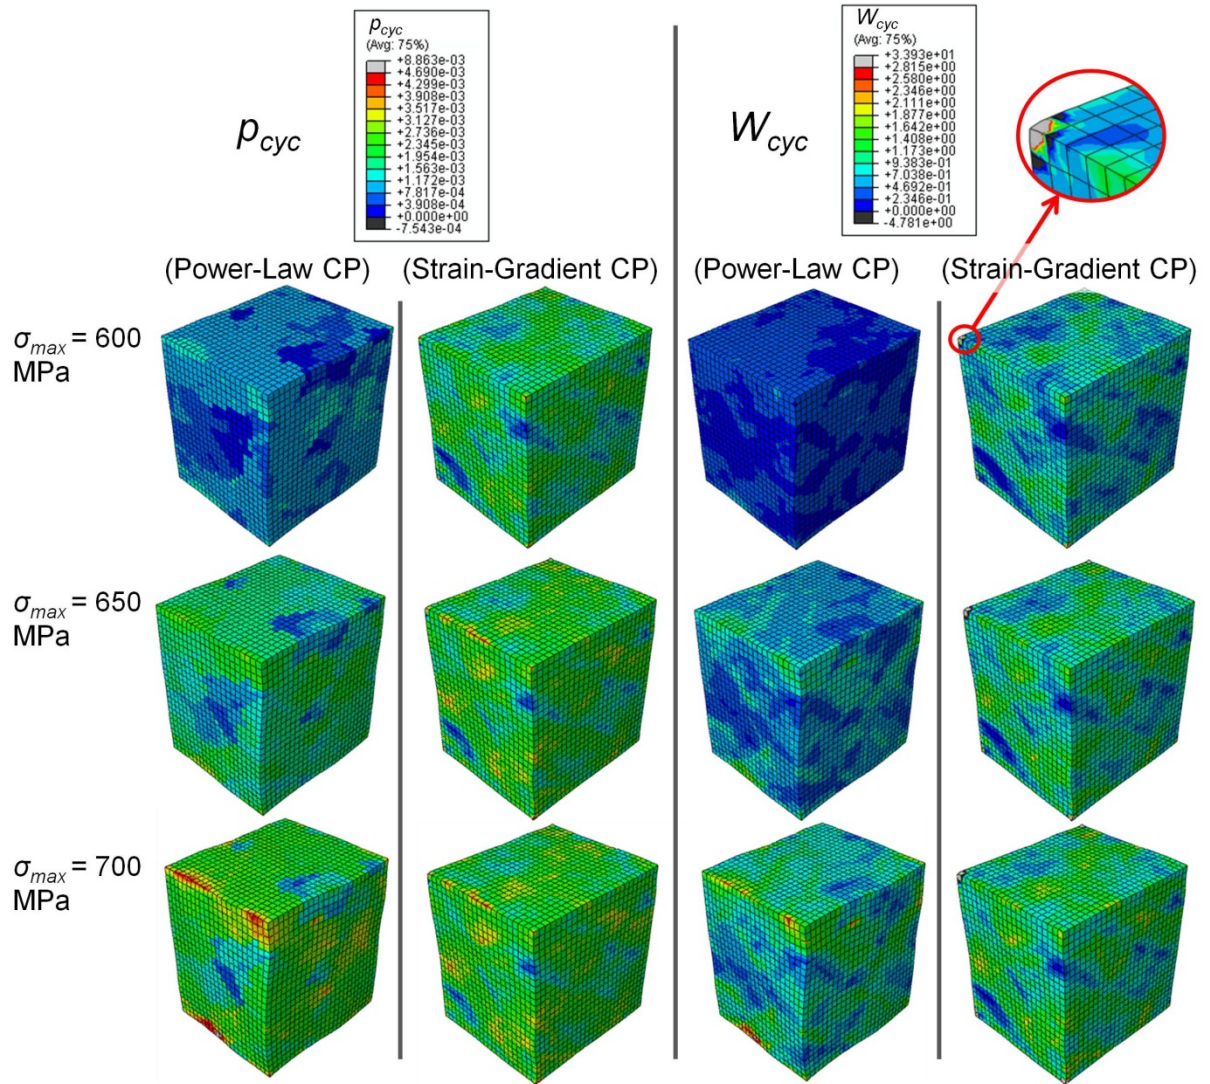 p_cyc
(Avg: 75%)
+8.863e-03
+4.690e-03
+4.299e-03
+3.908e-03
+3.517e-03
+3.127e-03
+2.736e-03
+2.345e-03
+1.954e-03
+1.563e-03
+1.172e-03
+7.817e-04
+3.908e-04
+0.000e+00
-7.543e-04
p_cyc
W_cyc
(Avg: 75%)
+3.393e+01
+2.815e+00
+2.580e+00
+2.346e+00
+2.111e+00
+1.877e+00
+1.642e+00
+1.408e+00
+1.173e+00
+9.383e-01
+7.038e-01
+4.692e-01
+2.346e-01
+0.000e+00
-4.781e+00
W_cyc
(Power-Law CP)
(Strain-Gradient CP)
(Power-Law CP)
(Strain-Gradient CP)
σ_max = 600
MPa
σ_max = 650
MPa
σ_max = 700
MPa